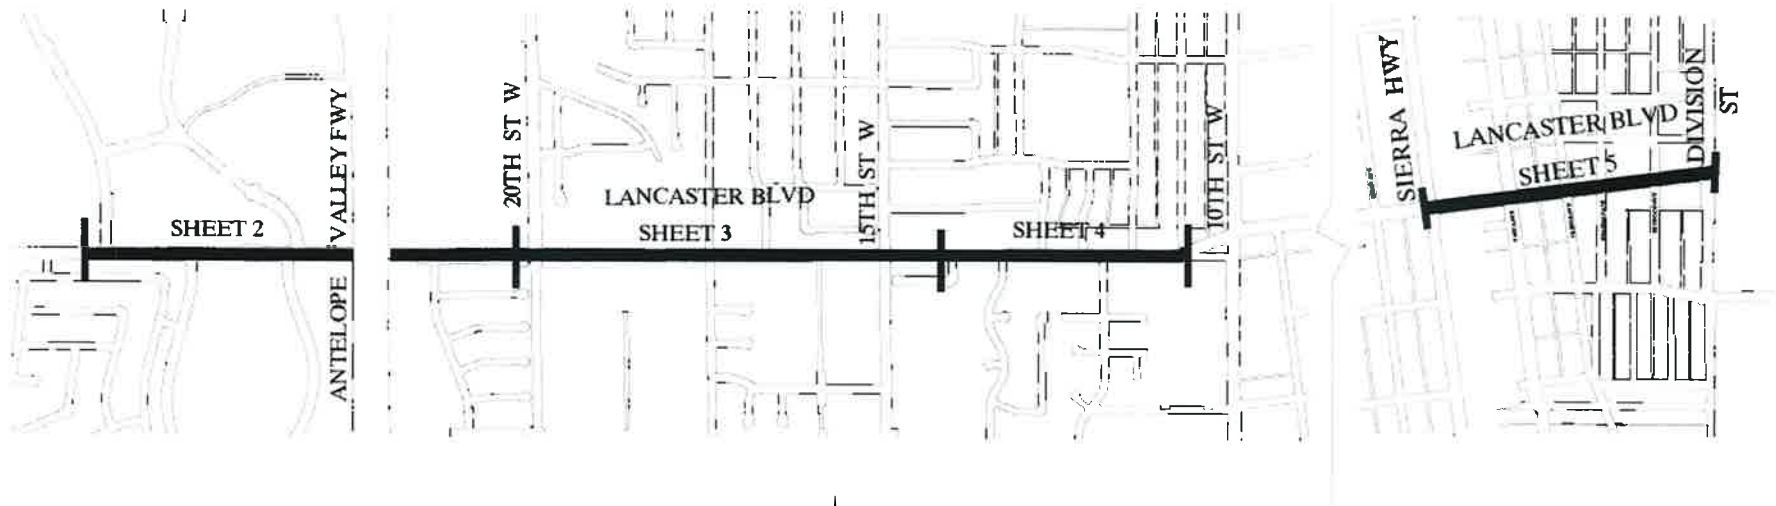 SHEET 2
ANTELOPE VALLEY FWY
20TH ST W
LANCASTER BLVD
SHEET 3
15TH ST W
SHEET 4
10TH ST W
SIERRA HWY
LANCASTER BLVD
SHEET 5
DIVISION
ST